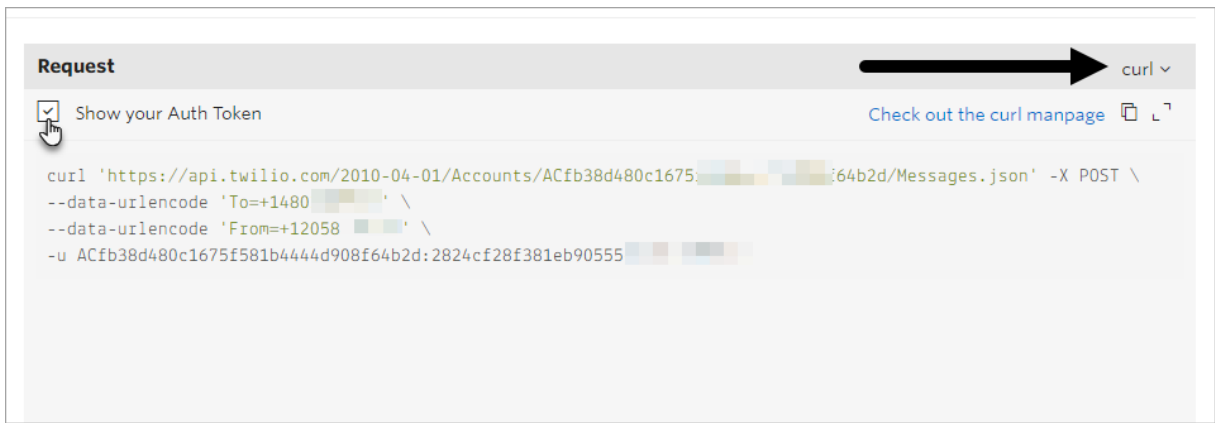 Request
curl
Show your Auth Token
Check out the curl manpage
curl 'https://api.twilio.com/2010-04-01/Accounts/ACfb38d480c1675 64b2d/Messages.json' -X POST \
--data-urlencode 'To=+1480 ' \
--data-urlencode 'From=+12058 ' \
-u ACfb38d480c1675f581b4444d908f64b2d:2824cf28f381eb90555